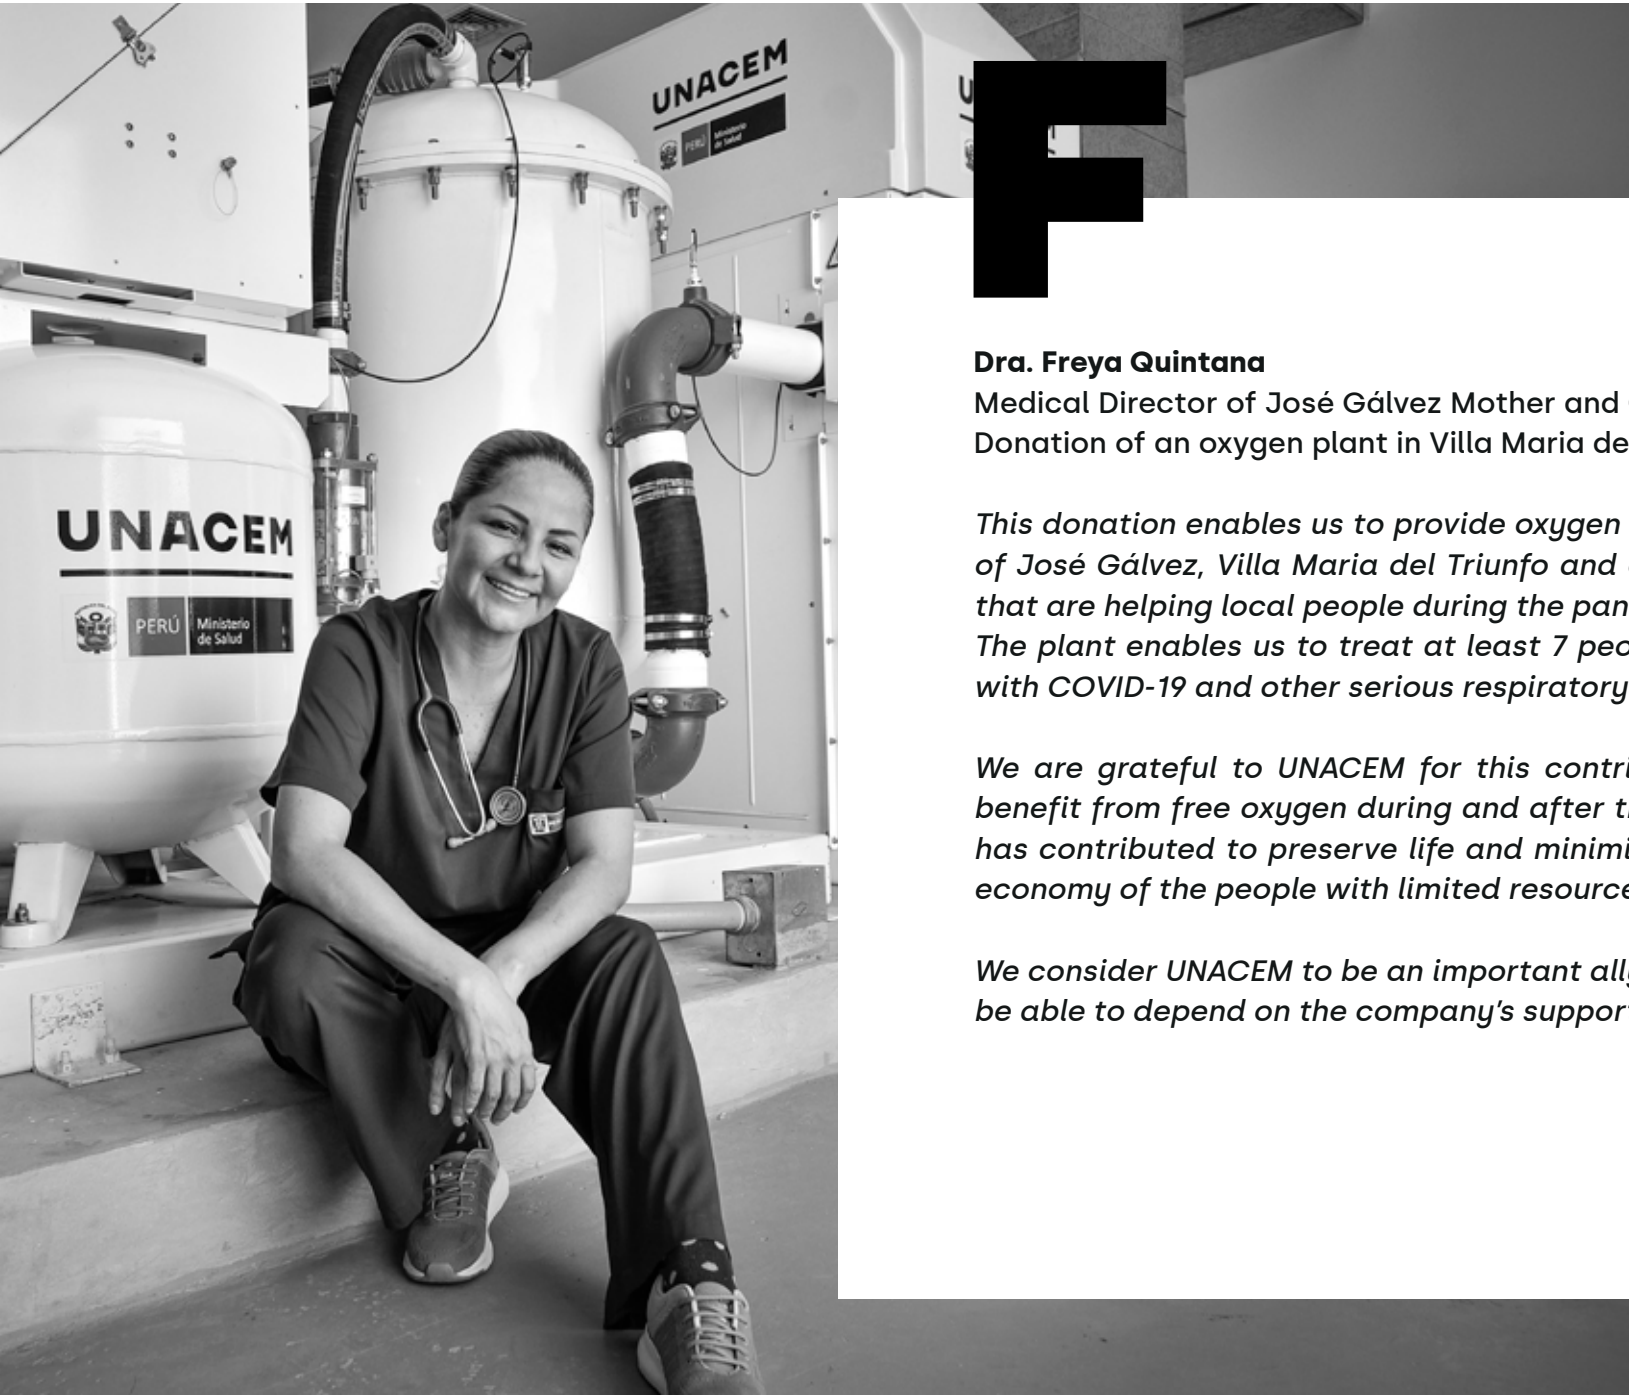 UNACEM
PERÚ
Ministerio
de Salud
U
F
UNACEM
PERÚ
Ministerio
de Salud
Dra. Freya Quintana
Medical Director of José Gálvez Mother and
Donation of an oxygen plant in Villa Maria de
This donation enables us to provide oxygen
of José Gálvez, Villa Maria del Triunfo and
that are helping local people during the pan
The plant enables us to treat at least 7 peo
with COVID-19 and other serious respiratory
We are grateful to UNACEM for this contri
benefit from free oxygen during and after t
has contributed to preserve life and minimi
economy of the people with limited resource
We consider UNACEM to be an important ally
be able to depend on the company's suppor